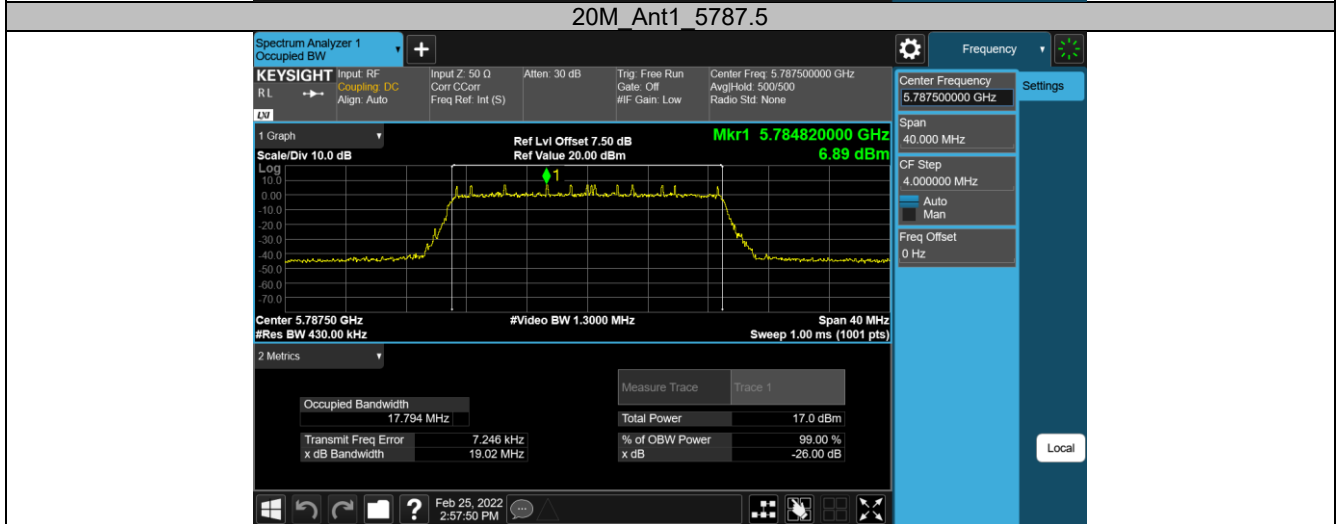 20M_Ant1_5787.5
Spectrum Analyzer 1
Occupied BW
Frequency
KEYSIGHT
R L
LXI
Input: RF
Coupling: DC
Align: Auto
Input Z: 50 Ω
Corr CCorr
Freq Ref: Int (S)
Atten: 30 dB
Trig: Free Run
Gate: Off
#IF Gain: Low
Center Freq: 5.787500000 GHz
Avg|Hold: 500/500
Radio Std: None
Center Frequency
5.787500000 GHz
Settings
Span
40.000 MHz
CF Step
4.000000 MHz
Auto
Man
Freq Offset
0 Hz
1 Graph
Scale/Div 10.0 dB
Ref Lvl Offset 7.50 dB
Ref Value 20.00 dBm
Mkr1 5.784820000 GHz
6.89 dBm
Log
10.0
0.00
-10.0
-20.0
-30.0
-40.0
-50.0
-60.0
-70.0
1
Center 5.78750 GHz
#Video BW 1.3000 MHz
Span 40 MHz
#Res BW 430.00 kHz
Sweep 1.00 ms (1001 pts)
2 Metrics
Measure Trace
Trace 1
Occupied Bandwidth
17.794 MHz
Total Power
17.0 dBm
Transmit Freq Error
7.246 kHz
% of OBW Power
99.00 %
x dB Bandwidth
19.02 MHz
x dB
-26.00 dB
Local
?
Feb 25, 2022
2:57:50 PM